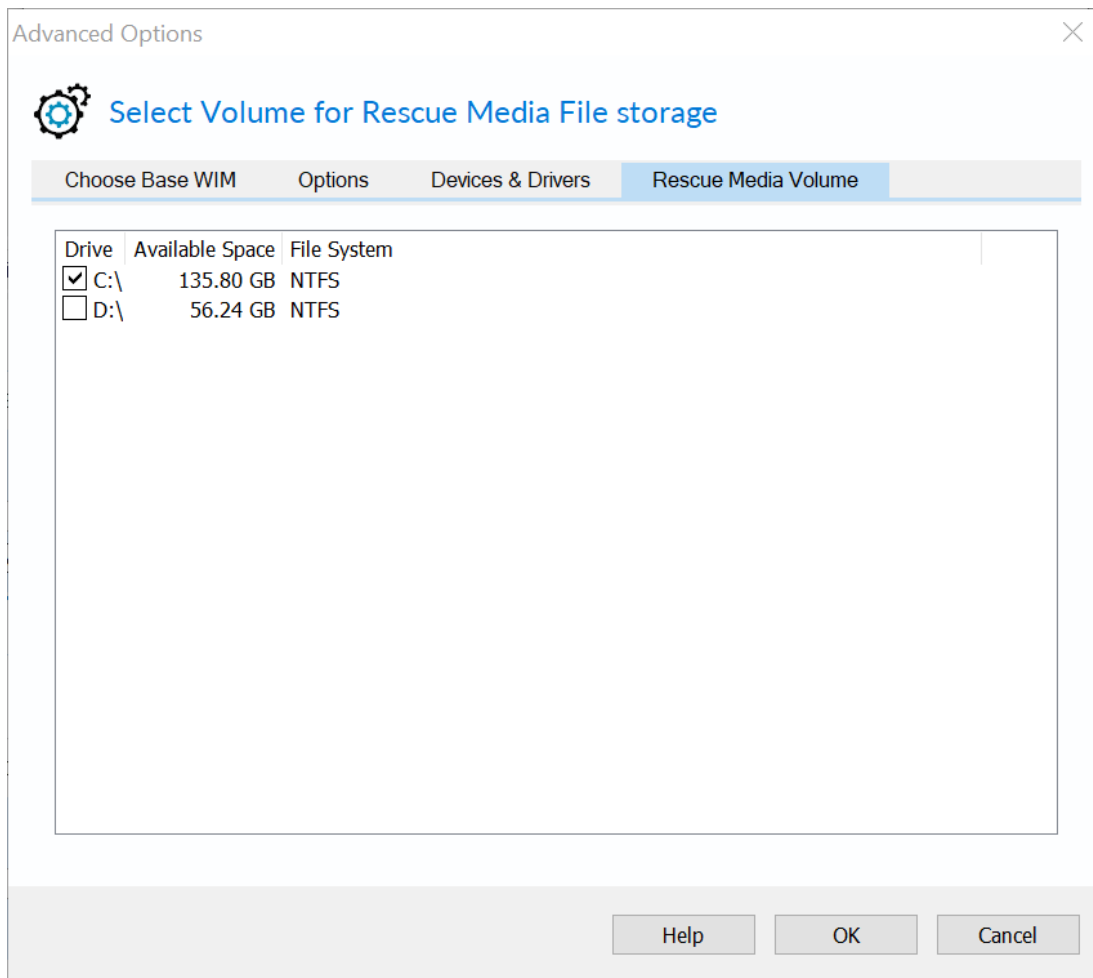 Advanced Options
Select Volume for Rescue Media File storage
Choose Base WIM Options Devices & Drivers Rescue Media Volume
Drive Available Space File System
C:\ 135.80 GB NTFS
D:\ 56.24 GB NTFS
Help OK Cancel